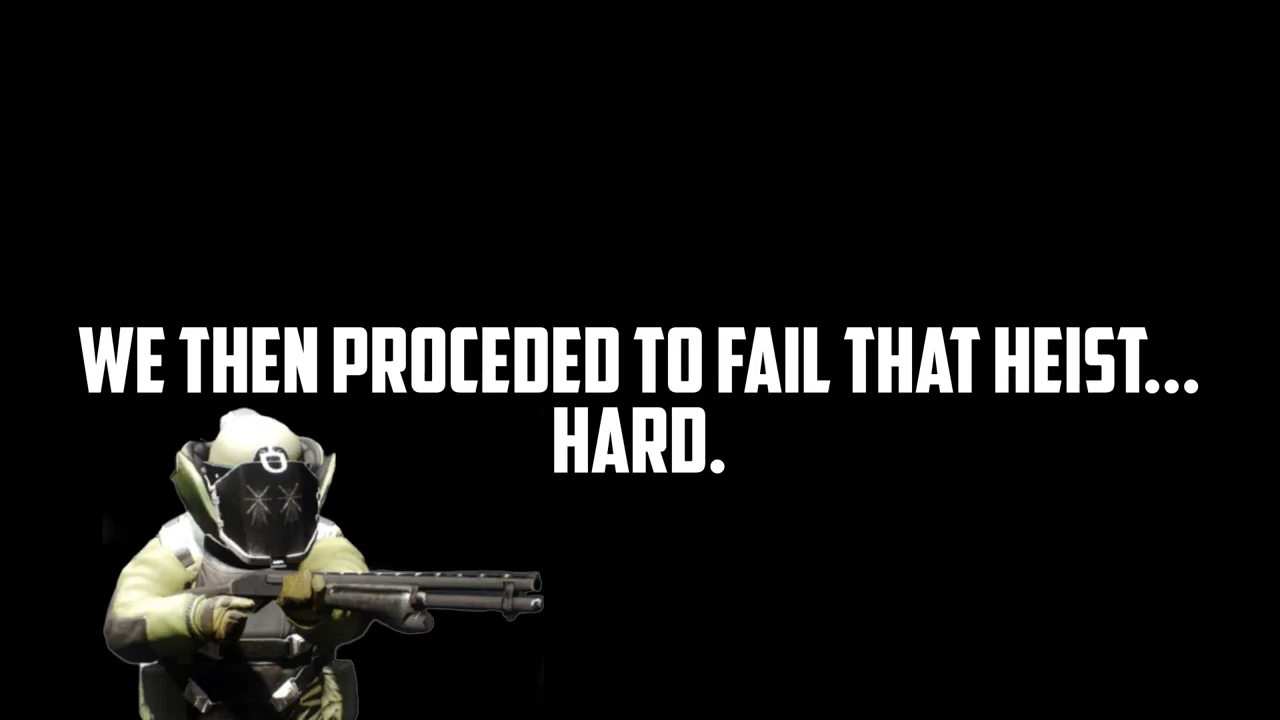 WE THEN PROCEDED TO FAIL THAT HEIST...
HARD.